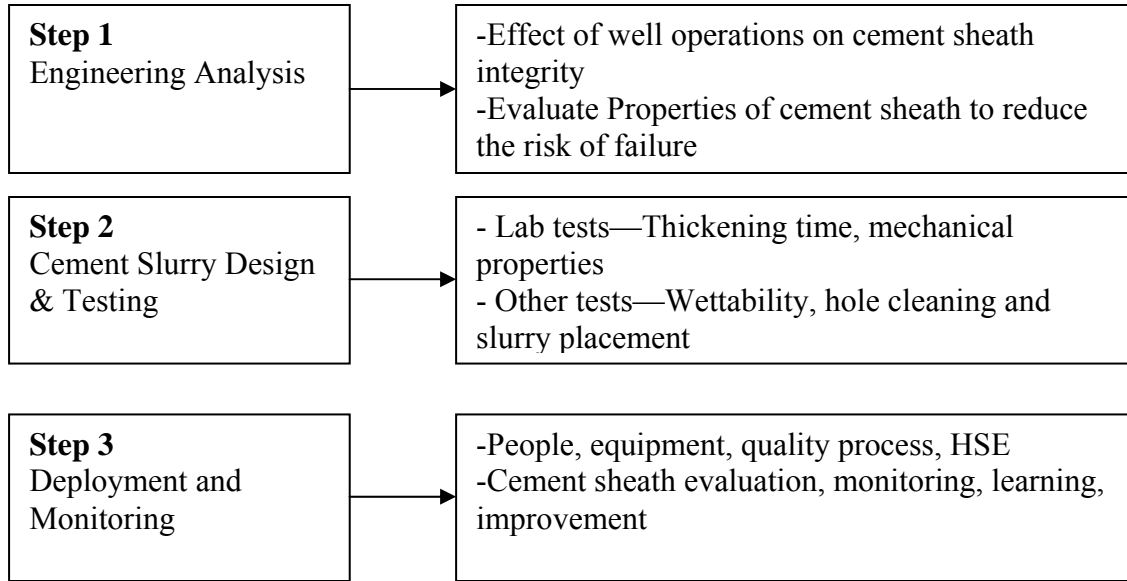 Step 1
Engineering Analysis
-Effect of well operations on cement sheath
integrity
-Evaluate Properties of cement sheath to reduce
the risk of failure
Step 2
Cement Slurry Design
& Testing
- Lab tests—Thickening time, mechanical
properties
- Other tests—Wettability, hole cleaning and
slurry placement
Step 3
Deployment and
Monitoring
-People, equipment, quality process, HSE
-Cement sheath evaluation, monitoring, learning,
improvement